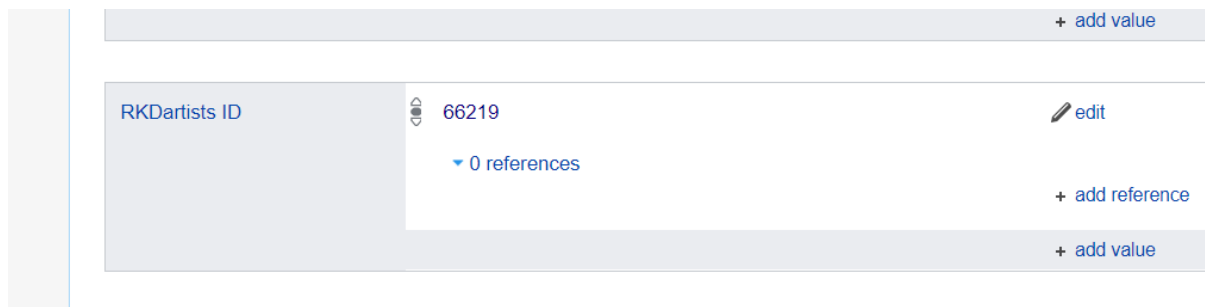 + add value
RKDartists ID
66219
edit
0 references
+ add reference
+ add value